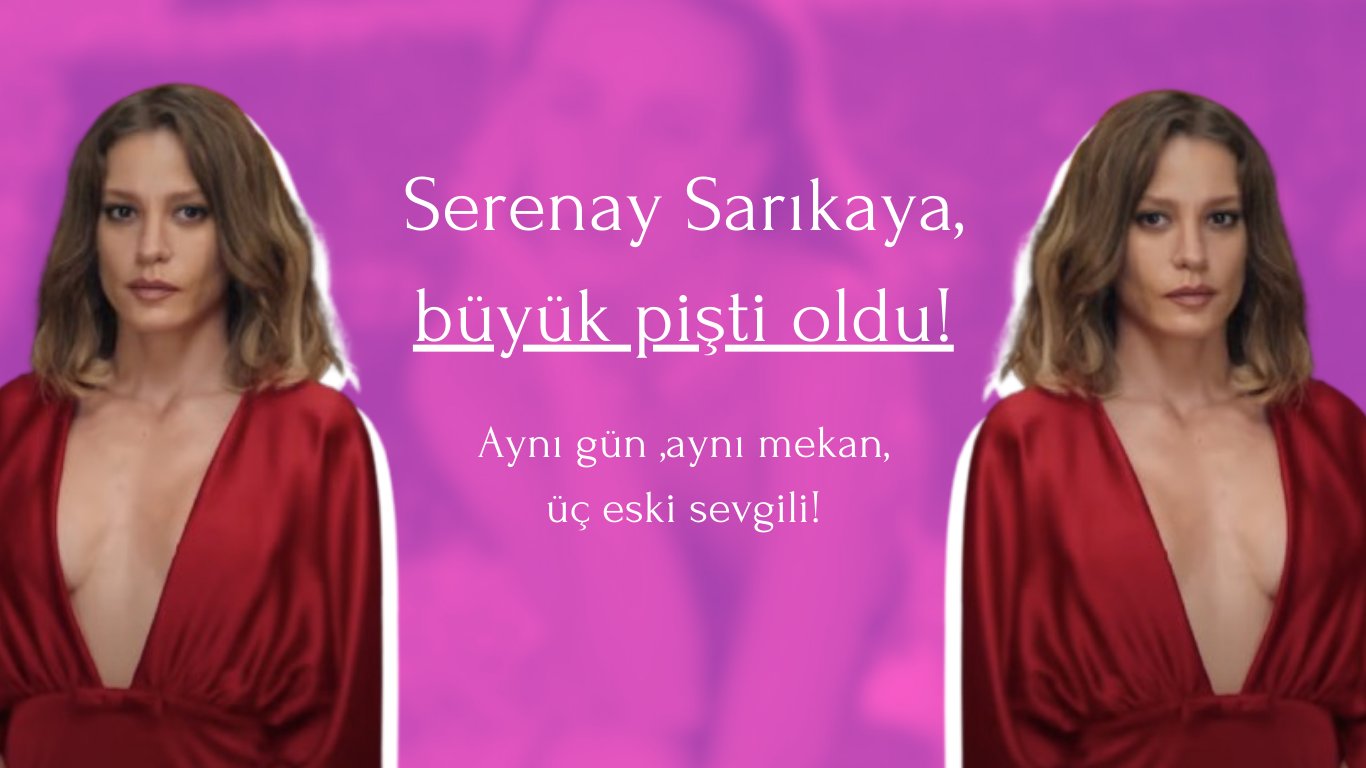 Serenay Sarıkaya,
büyük pişti oldu!
Aynı gün ,aynı mekan,
üç eski sevgili!